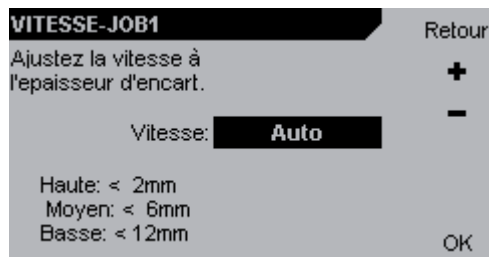 VITESSE-JOB1
Retour
Ajustez la vitesse à
l'epaisseur d'encart.
+
−
Vitesse: Auto
Haute: < 2mm
Moyen: < 6mm
Basse: < 12mm
OK